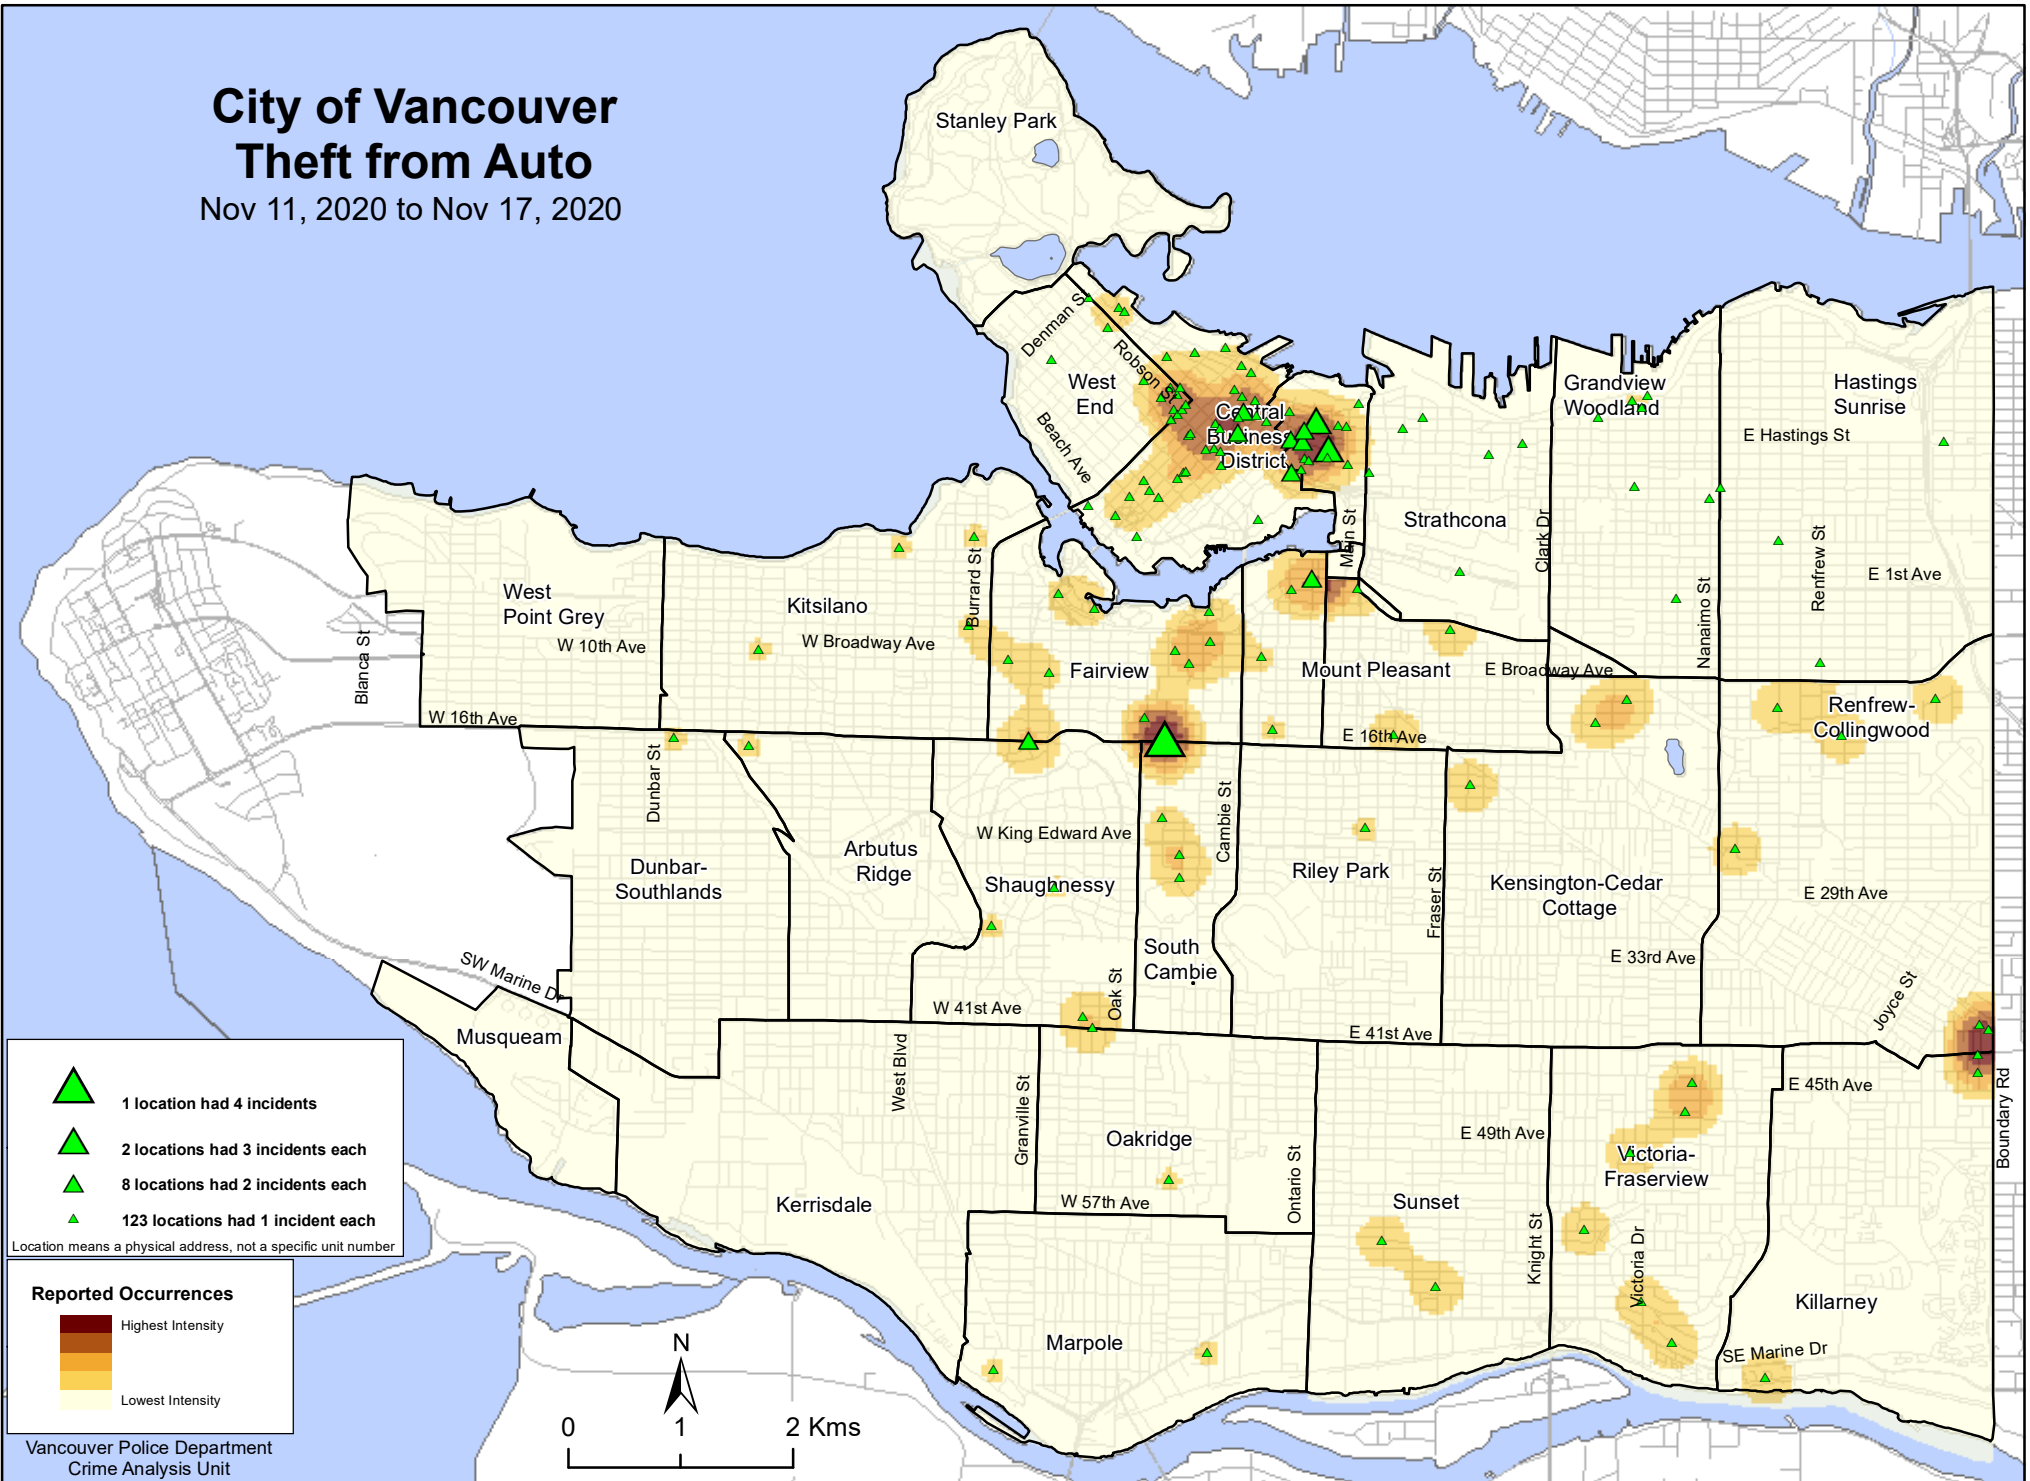 City of Vancouver
Theft from Auto
Nov 11, 2020 to Nov 17, 2020
Stanley Park
Denman St
Robson St
West
End
Beach Ave
Central
Business
District
Main St
Strathcona
Clark Dr
Grandview
Woodland
Hastings
Sunrise
E Hastings St
Nanaimo St
Renfrew St
E 1st Ave
West
Point Grey
W 10th Ave
Blanca St
W 16th Ave
Kitsilano
W Broadway Ave
Burrard St
Fairview
Mount Pleasant
E Broadway Ave
E 16th Ave
Renfrew-
Collingwood
Dunbar St
Dunbar-
Southlands
Arbutus
Ridge
W King Edward Ave
Shaughnessy
Cambie St
South
Cambie
Oak St
W 41st Ave
Riley Park
Fraser St
Kensington-Cedar
Cottage
E 29th Ave
E 33rd Ave
Joyce St
E 41st Ave
SW Marine Dr
Musqueam
West Blvd
Granville St
Kerrisdale
Oakridge
W 57th Ave
Ontario St
Marpole
Sunset
E 49th Ave
Knight St
Victoria-
Fraserview
Victoria Dr
E 45th Ave
Boundary Rd
Killarney
SE Marine Dr
1 location had 4 incidents
2 locations had 3 incidents each
8 locations had 2 incidents each
123 locations had 1 incident each
Location means a physical address, not a specific unit number
Reported Occurrences
Highest Intensity
Lowest Intensity
Vancouver Police Department
Crime Analysis Unit
N
0 1 2 Kms